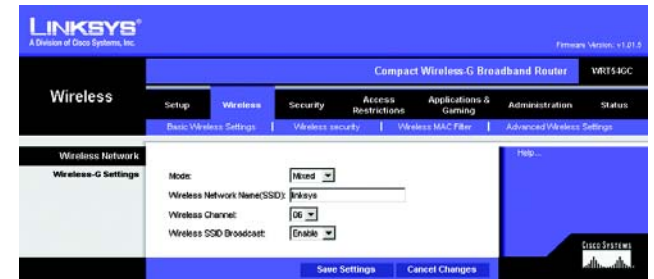 LINKSYS®
A Division of Cisco Systems, Inc.
Firmware Version: v1.01.5
Compact Wireless-G Broadband Router WRT54GC
Wireless
Setup Wireless Security Access Restrictions Applications & Gaming Administration Status
Basic Wireless Settings | Wireless security | Wireless MAC Filter | Advanced Wireless Settings
Wireless Network
Help...
Wireless-G Settings
Mode: Mixed
Wireless Network Name(SSID): linksys
Wireless Channel: 06
Wireless SSID Broadcast: Enable
CISCO SYSTEMS
Save Settings Cancel Changes